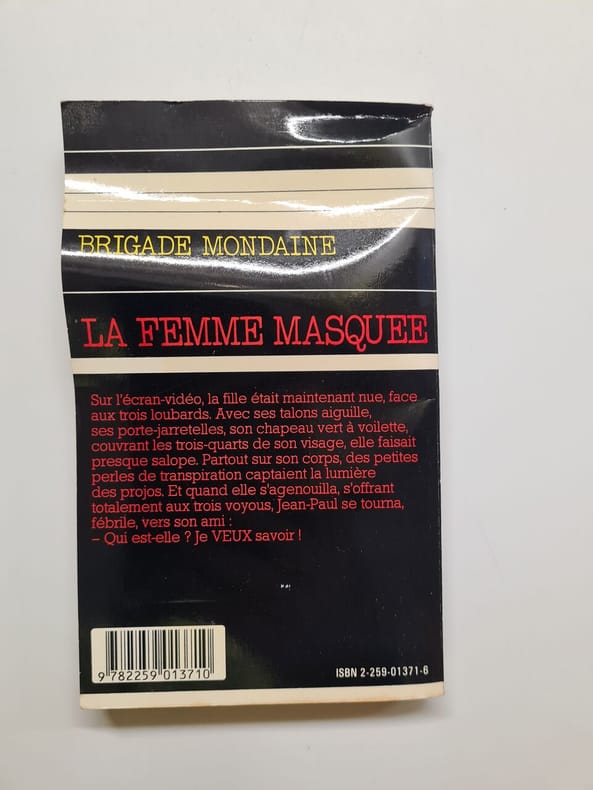 BRIGADE MONDAINE
LA FEMME MASQUEE
Sur l'écran-vidéo, la fille était maintenant nue, face
aux trois loubards. Avec ses talons aiguille,
ses porte-jarretelles, son chapeau vert à voilette,
couvrant les trois-quarts de son visage, elle faisait
presque salope. Partout sur son corps, des petites
perles de transpiration captaient la lumière
des projos. Et quand elle s'agenouilla, s'offrant
totalement aux trois voyous, Jean-Paul se tourna,
fébrile, vers son ami :
– Qui est-elle ? Je VEUX savoir !
9 782259 013710
ISBN 2-259-01371-6